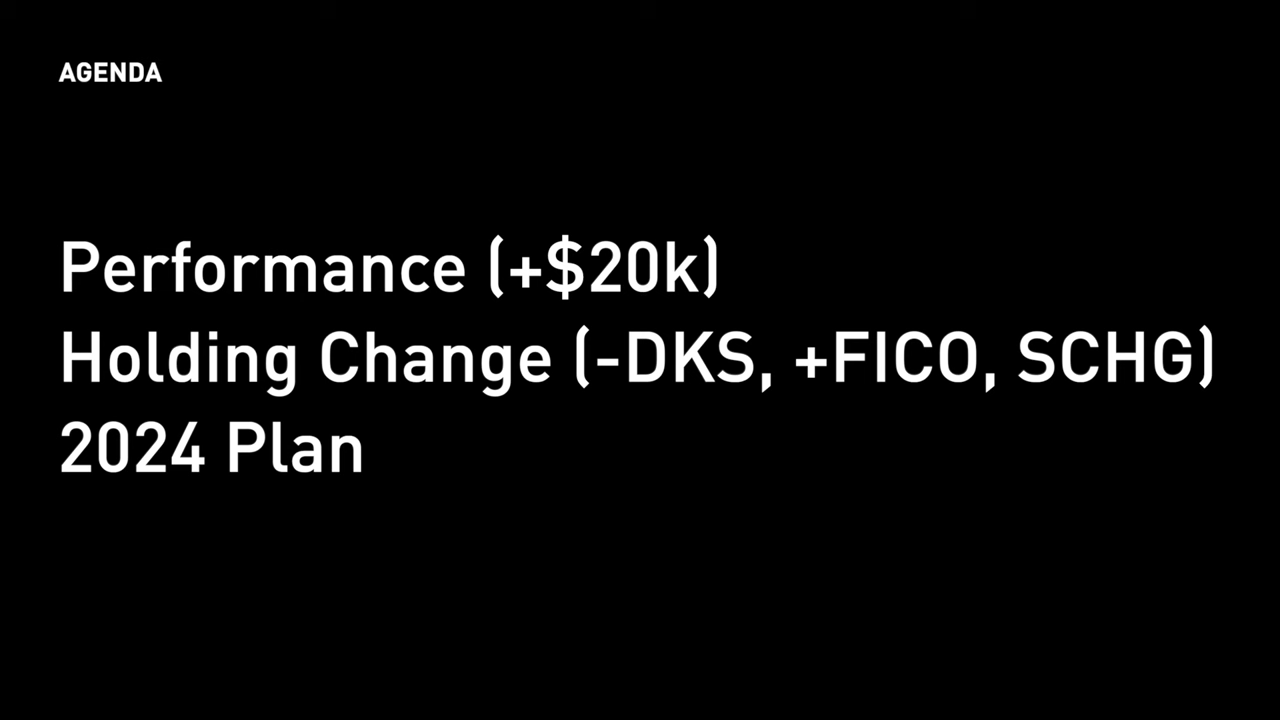 AGENDA
Performance (+$20k)
Holding Change (-DKS, +FICO, SCHG)
2024 Plan